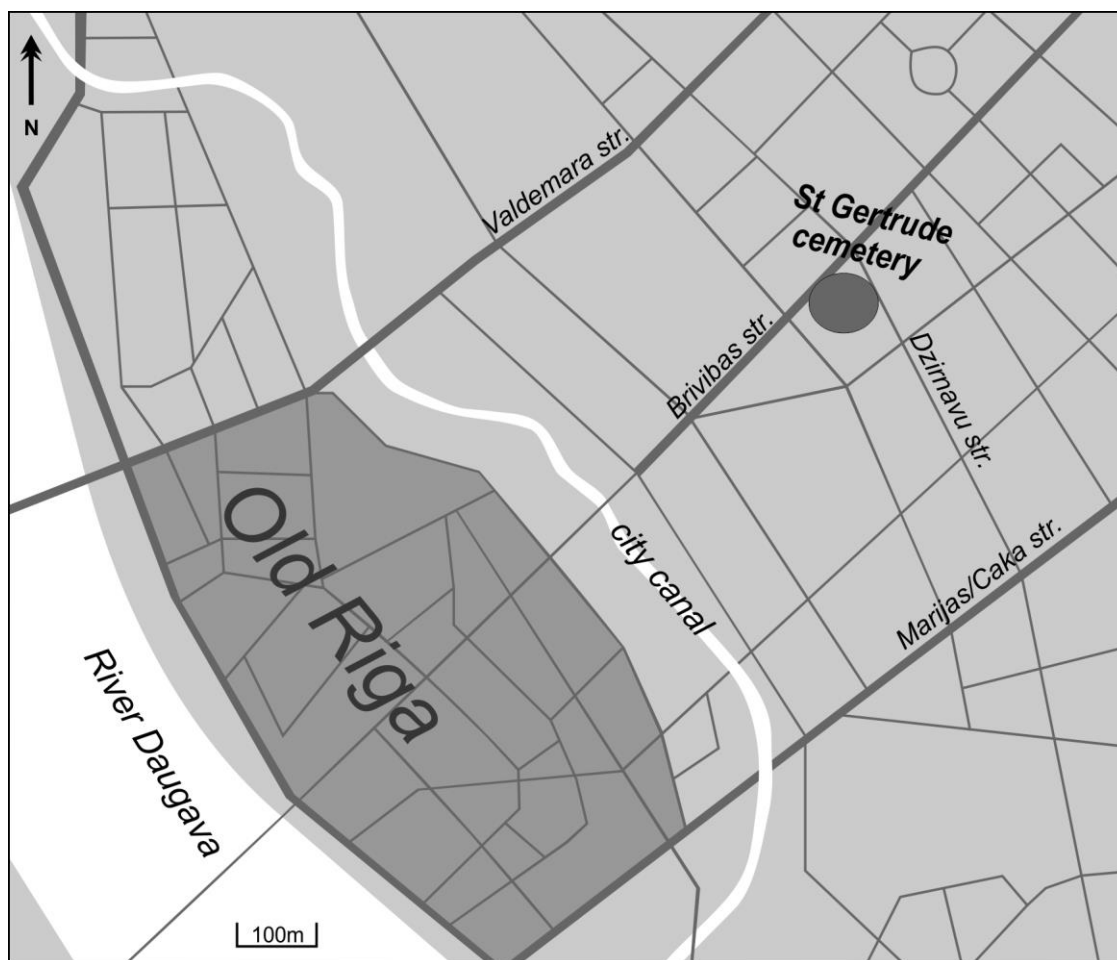 N
Valdemara str.
St Gertrude
cemetery
Brivibas str.
Dzirnavu str.
Old Riga
city canal
Marijas/Caka str.
River Daugava
100m